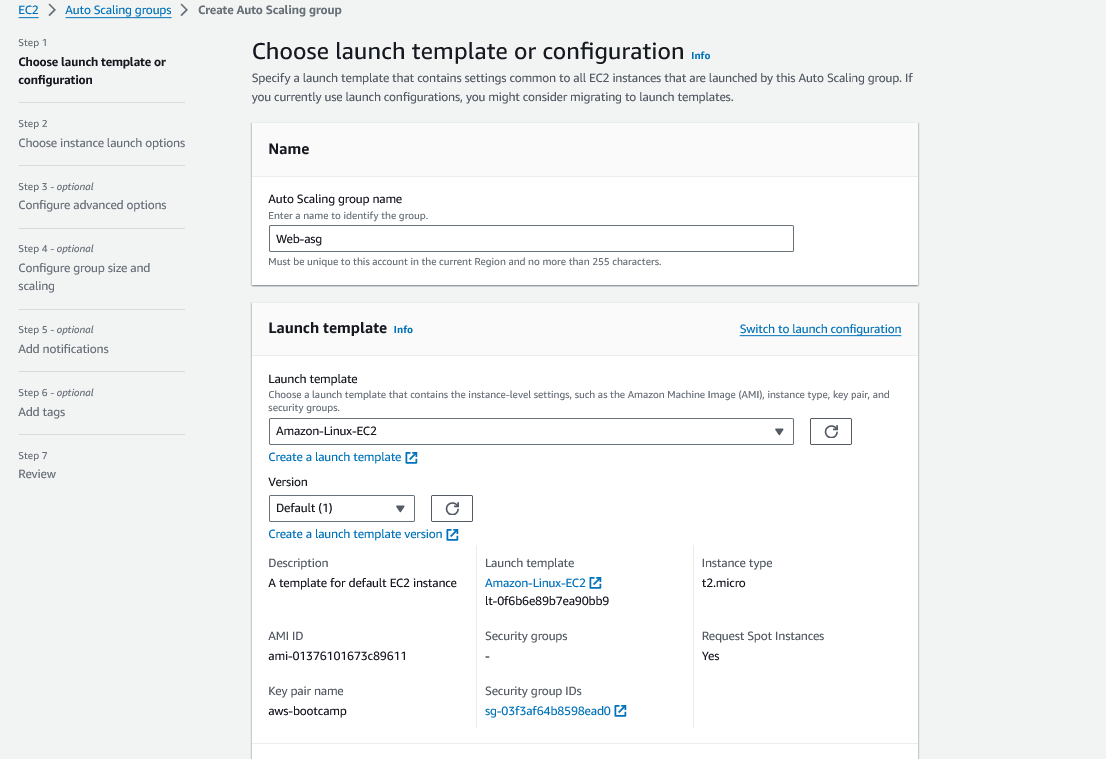 EC2 > Auto Scaling groups > Create Auto Scaling group
Step 1
Choose launch template or
configuration
Step 2
Choose instance launch options
Step 3 - optional
Configure advanced options
Step 4 - optional
Configure group size and
scaling
Step 5 - optional
Add notifications
Step 6 - optional
Add tags
Step 7
Review
Choose launch template or configuration Info
Specify a launch template that contains settings common to all EC2 instances that are launched by this Auto Scaling group. If
you currently use launch configurations, you might consider migrating to launch templates.
Name
Auto Scaling group name
Enter a name to identify the group.
Web-asg
Must be unique to this account in the current Region and no more than 255 characters.
Launch template Info
Switch to launch configuration
Launch template
Choose a launch template that contains the instance-level settings, such as the Amazon Machine Image (AMI), instance type, key pair, and
security groups.
Amazon-Linux-EC2
Create a launch template
Version
Default (1)
Create a launch template version
Description
A template for default EC2 instance
Launch template
Amazon-Linux-EC2
lt-0f6b6e89b7ea90bb9
Instance type
t2.micro
AMI ID
ami-01376101673c89611
Security groups
-
Request Spot Instances
Yes
Key pair name
aws-bootcamp
Security group IDs
sg-03f3af64b8598ead0